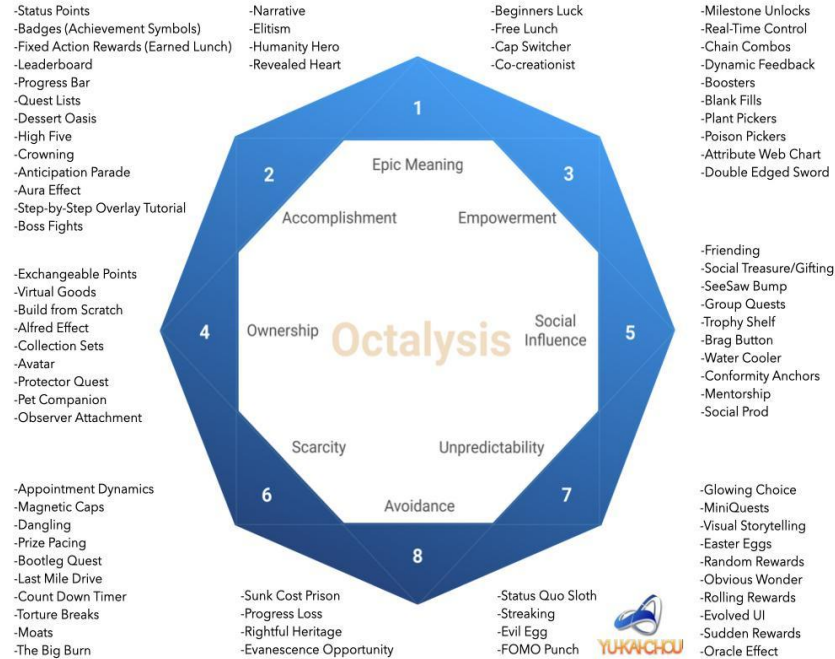 -Status Points
-Badges (Achievement Symbols)
-Fixed Action Rewards (Earned Lunch)
-Leaderboard
-Progress Bar
-Quest Lists
-Dessert Oasis
-High Five
-Crowning
-Anticipation Parade
-Aura Effect
-Step-by-Step Overlay Tutorial
-Boss Fights
-Narrative
-Elitism
-Humanity Hero
-Revealed Heart
-Beginners Luck
-Free Lunch
-Cap Switcher
-Co-creationist
-Milestone Unlocks
-Real-Time Control
-Chain Combos
-Dynamic Feedback
-Boosters
-Blank Fills
-Plant Pickers
-Poison Pickers
-Attribute Web Chart
-Double Edged Sword
1
Epic Meaning
2
Accomplishment
3
Empowerment
-Exchangeable Points
-Virtual Goods
-Build from Scratch
-Alfred Effect
-Collection Sets
-Avatar
-Protector Quest
-Pet Companion
-Observer Attachment
4
Ownership
Octalysis
Social
Influence
5
-Friending
-Social Treasure/Gifting
-SeeSaw Bump
-Group Quests
-Trophy Shelf
-Brag Button
-Water Cooler
-Conformity Anchors
-Mentorship
-Social Prod
Scarcity
6
Unpredictability
7
Avoidance
8
-Appointment Dynamics
-Magnetic Caps
-Dangling
-Prize Pacing
-Bootleg Quest
-Last Mile Drive
-Count Down Timer
-Torture Breaks
-Moats
-The Big Burn
-Sunk Cost Prison
-Progress Loss
-Rightful Heritage
-Evanescence Opportunity
-Status Quo Sloth
-Streaking
-Evil Egg
-FOMO Punch
YU-KAI CHOU
-Glowing Choice
-MiniQuests
-Visual Storytelling
-Easter Eggs
-Random Rewards
-Obvious Wonder
-Rolling Rewards
-Evolved UI
-Sudden Rewards
-Oracle Effect